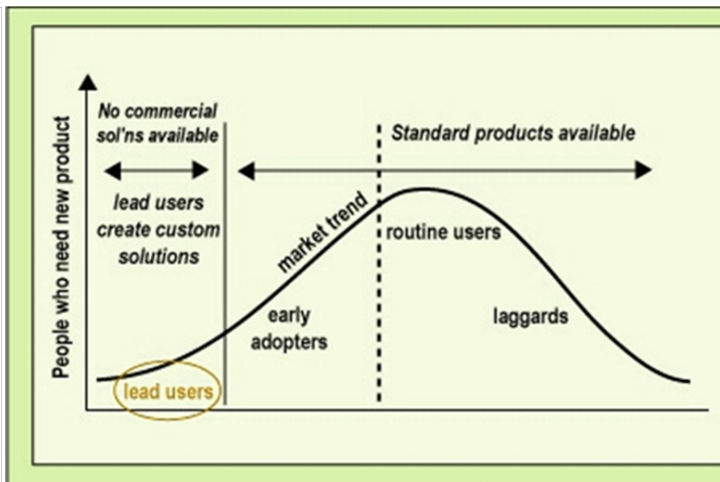 No commercial
sol'ns available
Standard products available
lead users
create custom
solutions
People who need new product
market trend
routine users
early
adopters
laggards
lead users